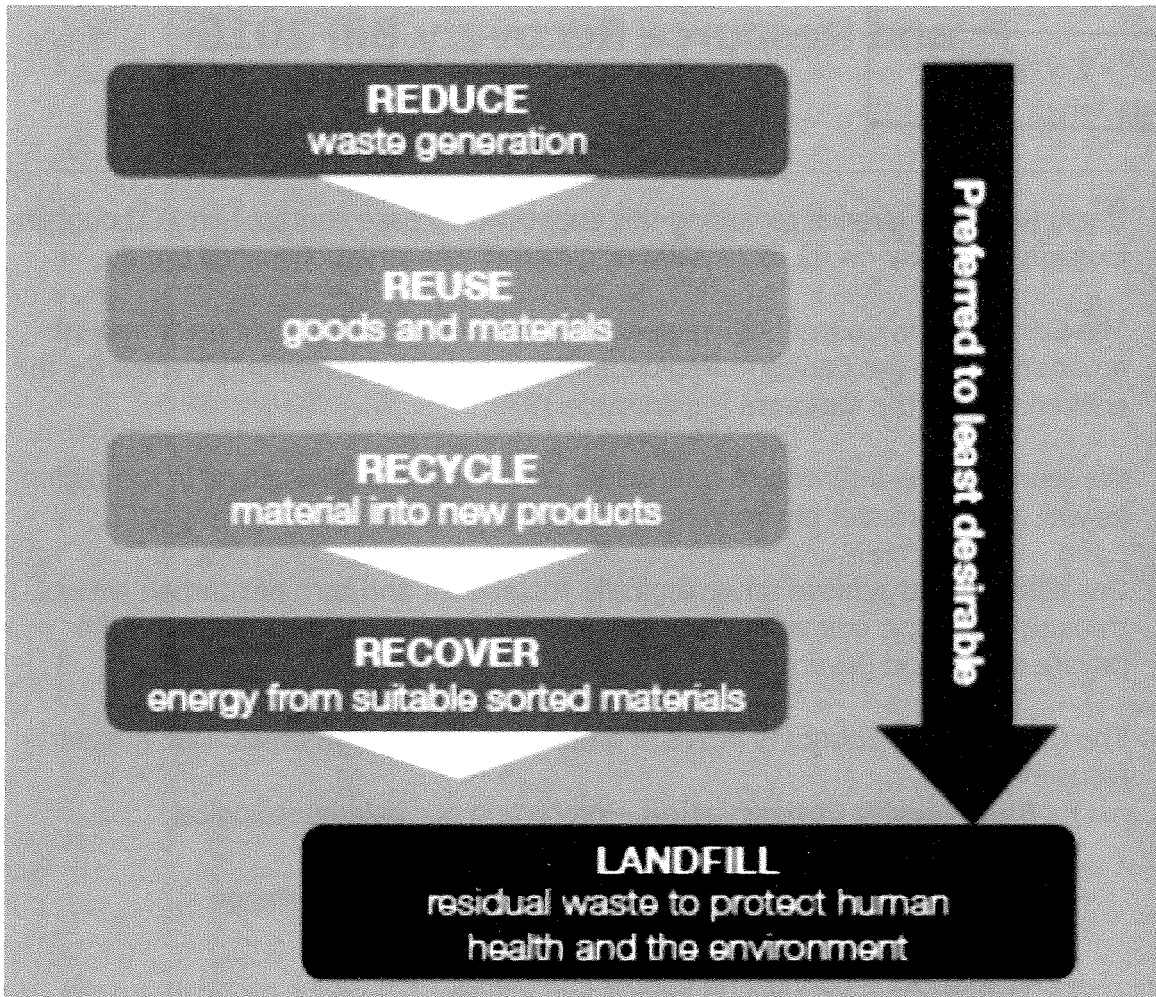 REDUCE
waste generation
REUSE
goods and materials
RECYCLE
material into new products
RECOVER
energy from suitable sorted materials
LANDFILL
residual waste to protect human
health and the environment
Preferred to least desirable